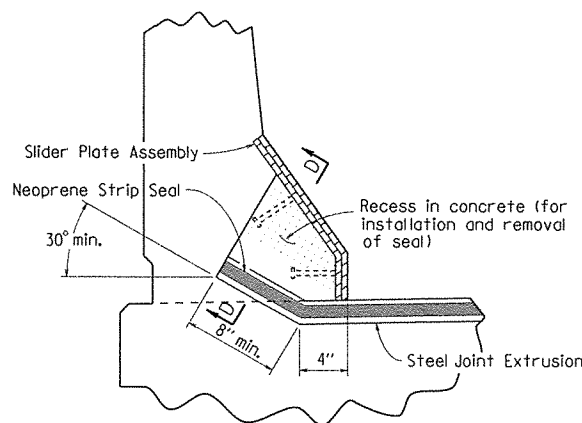 Slider Plate Assembly
D
Neoprene Strip Seal
Recess in concrete (for
installation and removal
of seal)
30° min.
D
8" min.
4"
Steel Joint Extrusion